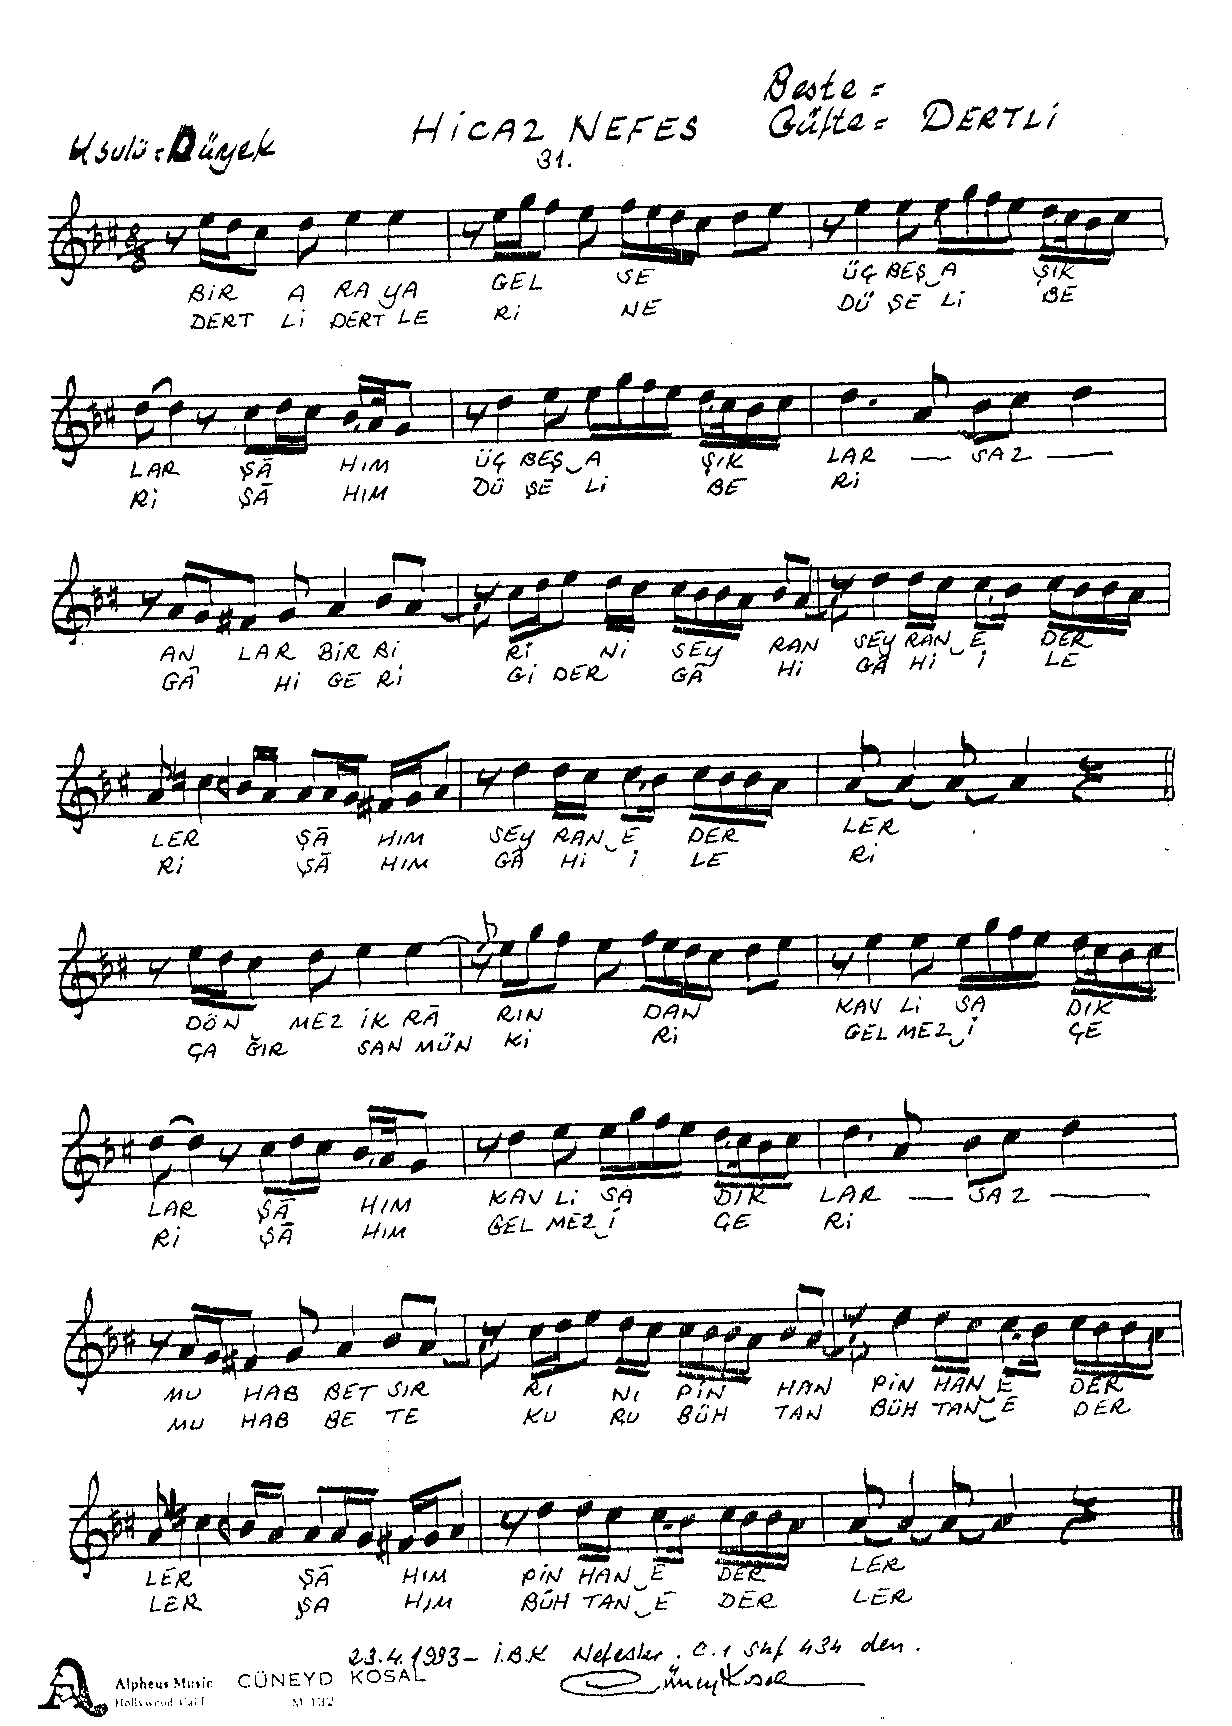 Beste =
HİCAZ NEFES Güfte = DERTLİ
Usulü = Düyek
31.
BİR A RA YA GEL SE ÜÇ BEŞ A ŞIK
DERT Lİ DERT LE Rİ NE DÜ ŞE Lİ BE
LAR ŞÂ HIM ÜÇ BEŞ A ŞIK LAR — SAZ —
Rİ ŞÂ HIM DÜ ŞE Lİ BE Rİ
AN LAR BİR Bİ Rİ Nİ SEY RAN SEY RAN E DER
GÂ Hİ GE Rİ Gİ DER GÂ Hİ GÂ Hİ İ LE
LER ŞÂ HIM SEY RAN E DER LER
Rİ ŞÂ HIM GÂ Hİ İ LE Rİ
DÖN MEZ İK RÂ RIN DAN KAV Lİ SA DIK
ÇA ĞIR SAN MÜN Kİ Rİ GEL MEZ İ ÇE
LAR ŞÂ HIM KAV Lİ SA DIK LAR — SAZ —
Rİ ŞÂ HIM GEL MEZ İ ÇE Rİ
MU HAB BET SIR RI NI PİN HAN PİN HAN E DER
MU HAB BE TE KU RU BÜH TAN BÜH TAN E DER
LER ŞÂ HIM PİN HAN E DER LER
LER ŞA HIM BÜH TAN E DER LER
23.4.1993 – İ.B.K Nefesler. C.1 Shf 434 den.
Alpheus Music CÜNEYD KOSAL Cüneyt Kosal
Hollywood Calif M 132